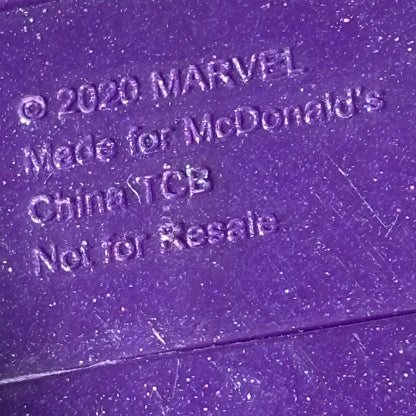 © 2020 MARVEL
Made for McDonald's
China TCB
Not for Resale